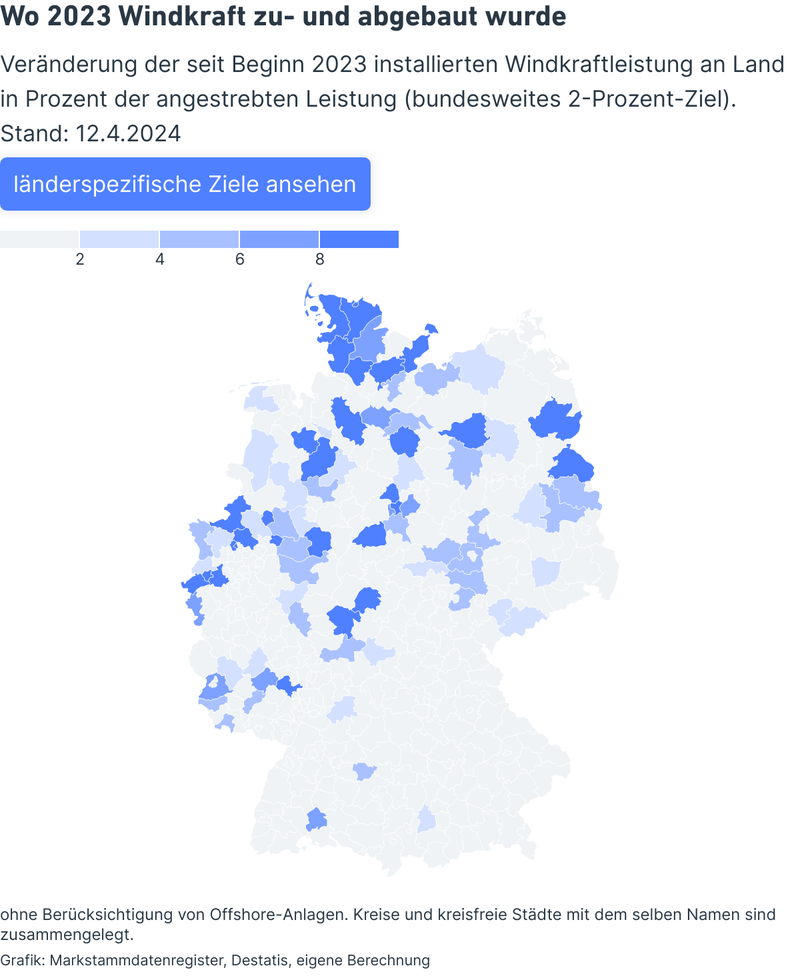 Wo 2023 Windkraft zu- und abgebaut wurde
Veränderung der seit Beginn 2023 installierten Windkraftleistung an Land
in Prozent der angestrebten Leistung (bundesweites 2-Prozent-Ziel).
Stand: 12.4.2024
länderspezifische Ziele ansehen
2 4 6 8
ohne Berücksichtigung von Offshore-Anlagen. Kreise und kreisfreie Städte mit dem selben Namen sind
zusammengelegt.
Grafik: Markstammdatenregister, Destatis, eigene Berechnung